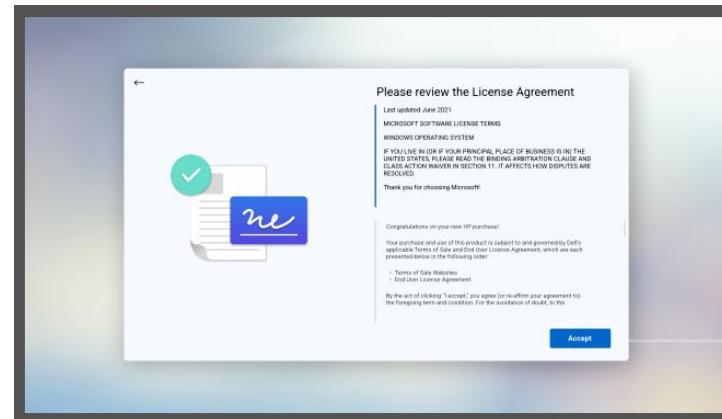 Please review the License Agreement
Last updated June 2021
MICROSOFT SOFTWARE LICENSE TERMS
WINDOWS OPERATING SYSTEM
IF YOU LIVE IN (OR IF YOUR PRINCIPAL PLACE OF BUSINESS IS IN) THE
UNITED STATES, PLEASE READ THE BINDING ARBITRATION CLAUSE AND
CLASS ACTION WAIVER IN SECTION 11. IT AFFECTS HOW DISPUTES ARE
RESOLVED.
Thank you for choosing Microsoft!
Congratulations on your new HP purchase!
Your purchase and use of this product is subject to and governed by Dell's
applicable Terms of Sale and End User License Agreement, which are each
presented below in the following order:
• Terms of Sale Websites
• End User License Agreement
By the act of clicking "I accept," you agree (or re-affirm your agreement to)
the foregoing term and condition. For the avoidance of doubt, to the
Accept